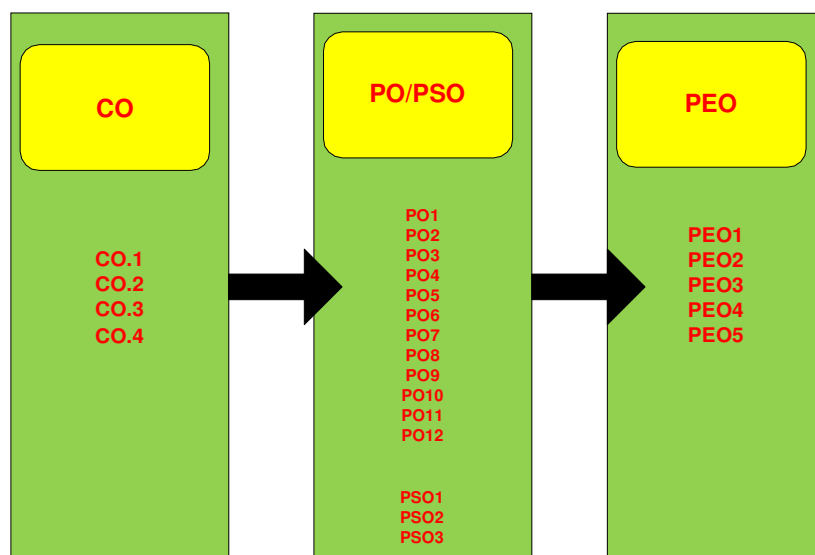 CO
CO.1
CO.2
CO.3
CO.4
PO/PSO
PO1
PO2
PO3
PO4
PO5
PO6
PO7
PO8
PO9
PO10
PO11
PO12
PSO1
PSO2
PSO3
PEO
PEO1
PEO2
PEO3
PEO4
PEO5